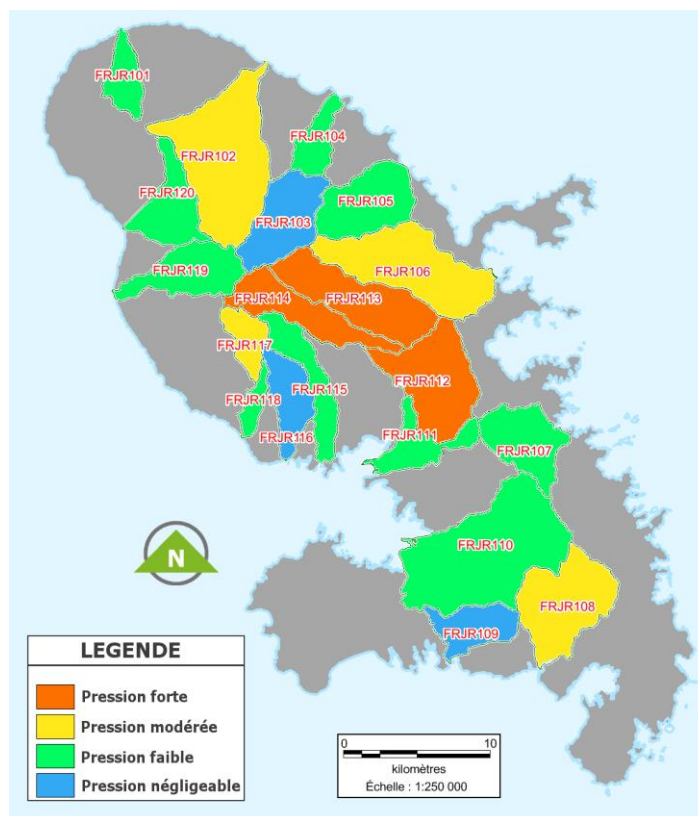 FRJR101
FRJR102
FRJR104
FRJR120
FRJR105
FRJR103
FRJR106
FRJR119
FRJR114
FRJR113
FRJR117
FRJR112
FRJR115
FRJR118
FRJR111
FRJR116
FRJR107
FRJR110
FRJR108
FRJR109
N
LEGENDE
Pression forte
Pression modérée
Pression faible
Pression négligeable
0 10
kilomètres
Échelle : 1:250 000